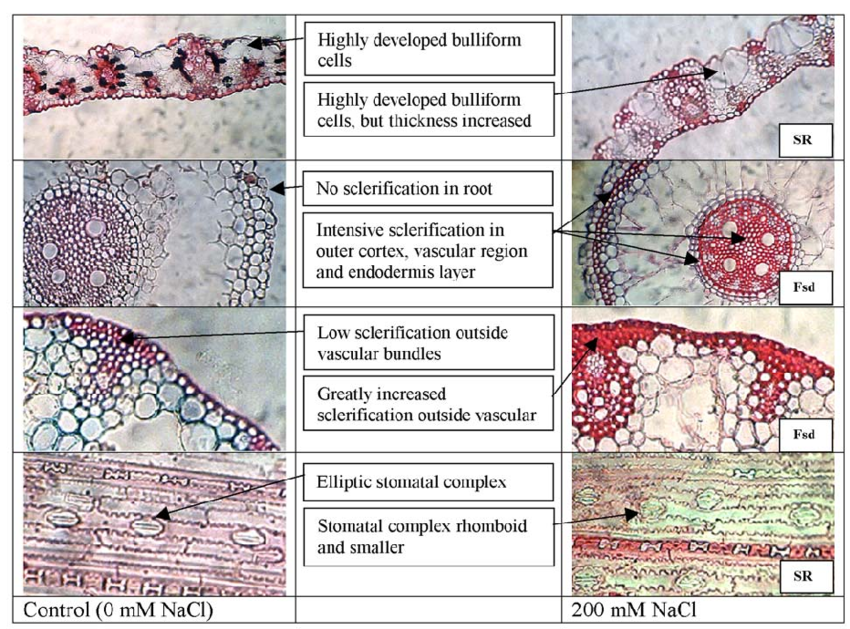 Highly developed bulliform
cells
Highly developed bulliform
cells, but thickness increased
SR
No sclerification in root
Intensive sclerification in
outer cortex, vascular region
and endodermis layer
Fsd
Low sclerification outside
vascular bundles
Greatly increased
sclerification outside vascular
Fsd
Elliptic stomatal complex
Stomatal complex rhomboid
and smaller
SR
Control (0 mM NaCl)
200 mM NaCl